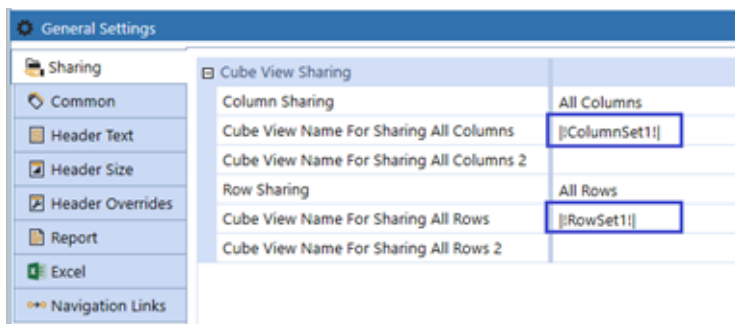 General Settings
Sharing
Common
Header Text
Header Size
Header Overrides
Report
Excel
Navigation Links
Cube View Sharing
Column Sharing All Columns
Cube View Name For Sharing All Columns |!ColumnSet1!|
Cube View Name For Sharing All Columns 2
Row Sharing All Rows
Cube View Name For Sharing All Rows |!RowSet1!|
Cube View Name For Sharing All Rows 2